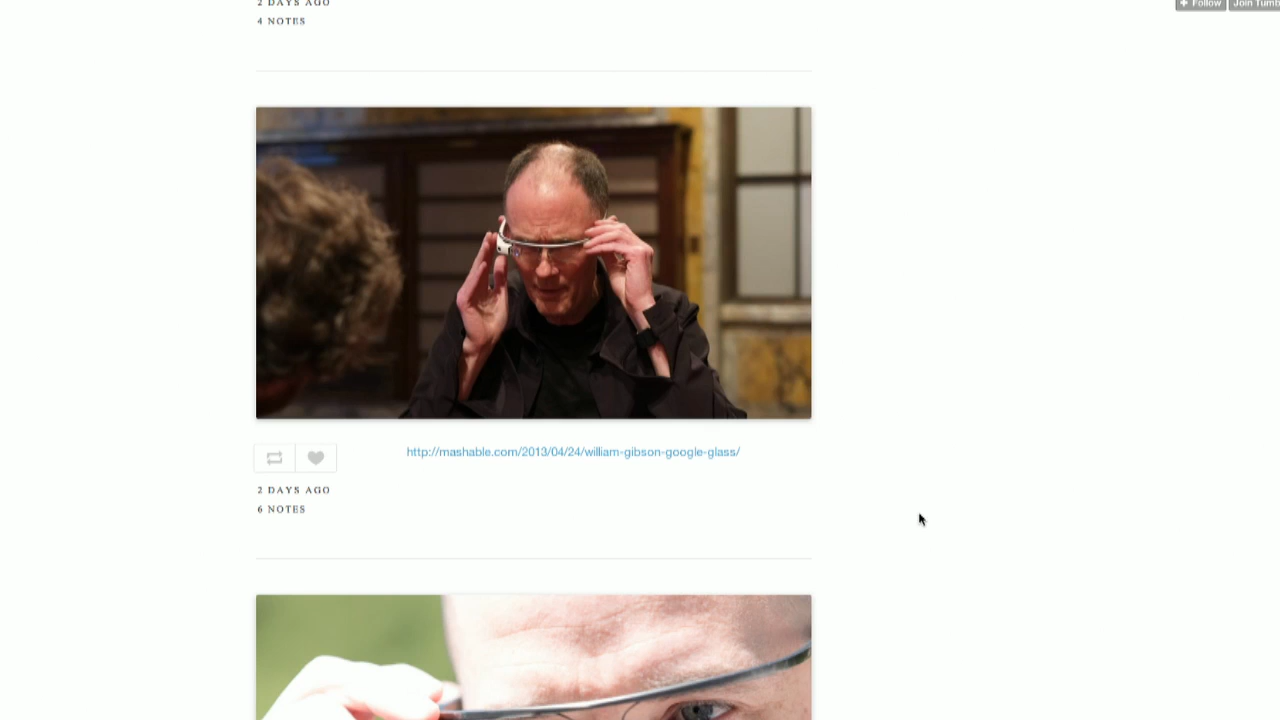 2 DAYS AGO
4 NOTES
Follow
Join Tumb
http://mashable.com/2013/04/24/william-gibson-google-glass/
2 DAYS AGO
6 NOTES